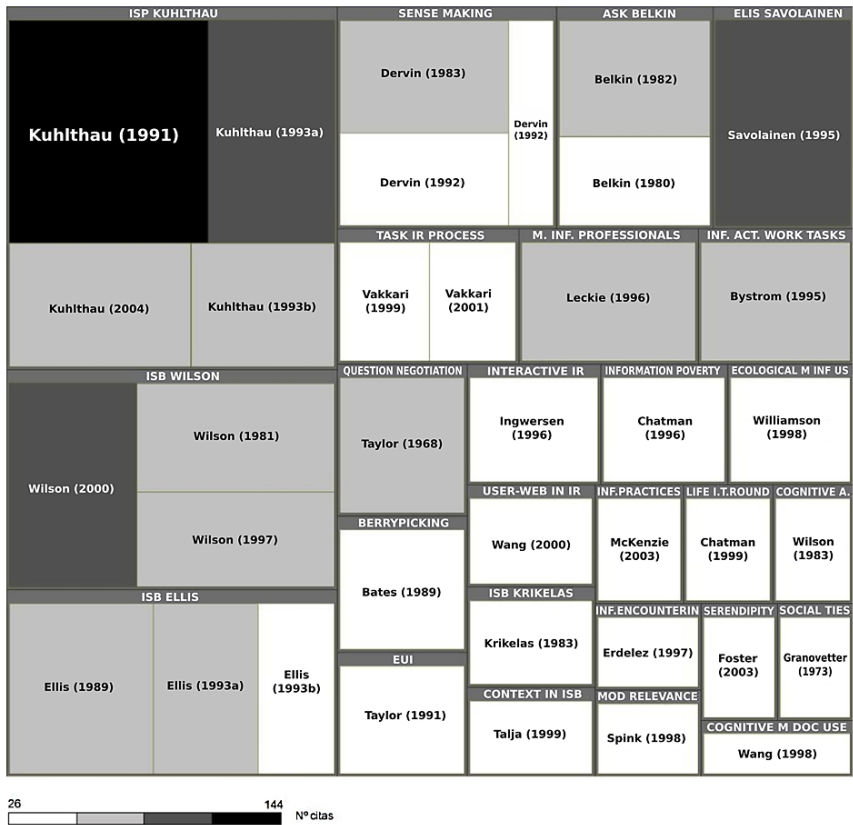 ISP KUHLTHAU
Kuhlthau (1991)
Kuhlthau (1993a)
Kuhlthau (2004)
Kuhlthau (1993b)
SENSE MAKING
Dervin (1983)
Dervin (1992)
Dervin
(1992)
ASK BELKIN
Belkin (1982)
Belkin (1980)
ELIS SAVOLAINEN
Savolainen (1995)
TASK IR PROCESS
Vakkari
(1999)
Vakkari
(2001)
M. INF. PROFESSIONALS
Leckie (1996)
INF. ACT. WORK TASKS
Bystrom (1995)
ISB WILSON
Wilson (2000)
Wilson (1981)
Wilson (1997)
ISB ELLIS
Ellis (1989)
Ellis (1993a)
Ellis
(1993b)
QUESTION NEGOTIATION
Taylor (1968)
BERRYPICKING
Bates (1989)
EUI
Taylor (1991)
INTERACTIVE IR
Ingwersen
(1996)
INFORMATION POVERTY
Chatman
(1996)
ECOLOGICAL M INF US
Williamson
(1998)
USER-WEB IN IR
Wang (2000)
ISB KRIKELAS
Krikelas (1983)
CONTEXT IN ISB
Talja (1999)
INF.PRACTICES
McKenzie
(2003)
LIFE I.T.ROUND
Chatman
(1999)
COGNITIVE A.
Wilson
(1983)
INF.ENCOUNTERIN
Erdelez (1997)
MOD RELEVANCE
Spink (1998)
SERENDIPITY
Foster
(2003)
SOCIAL TIES
Granovetter
(1973)
COGNITIVE M DOC USE
Wang (1998)
26
144
Nº citas